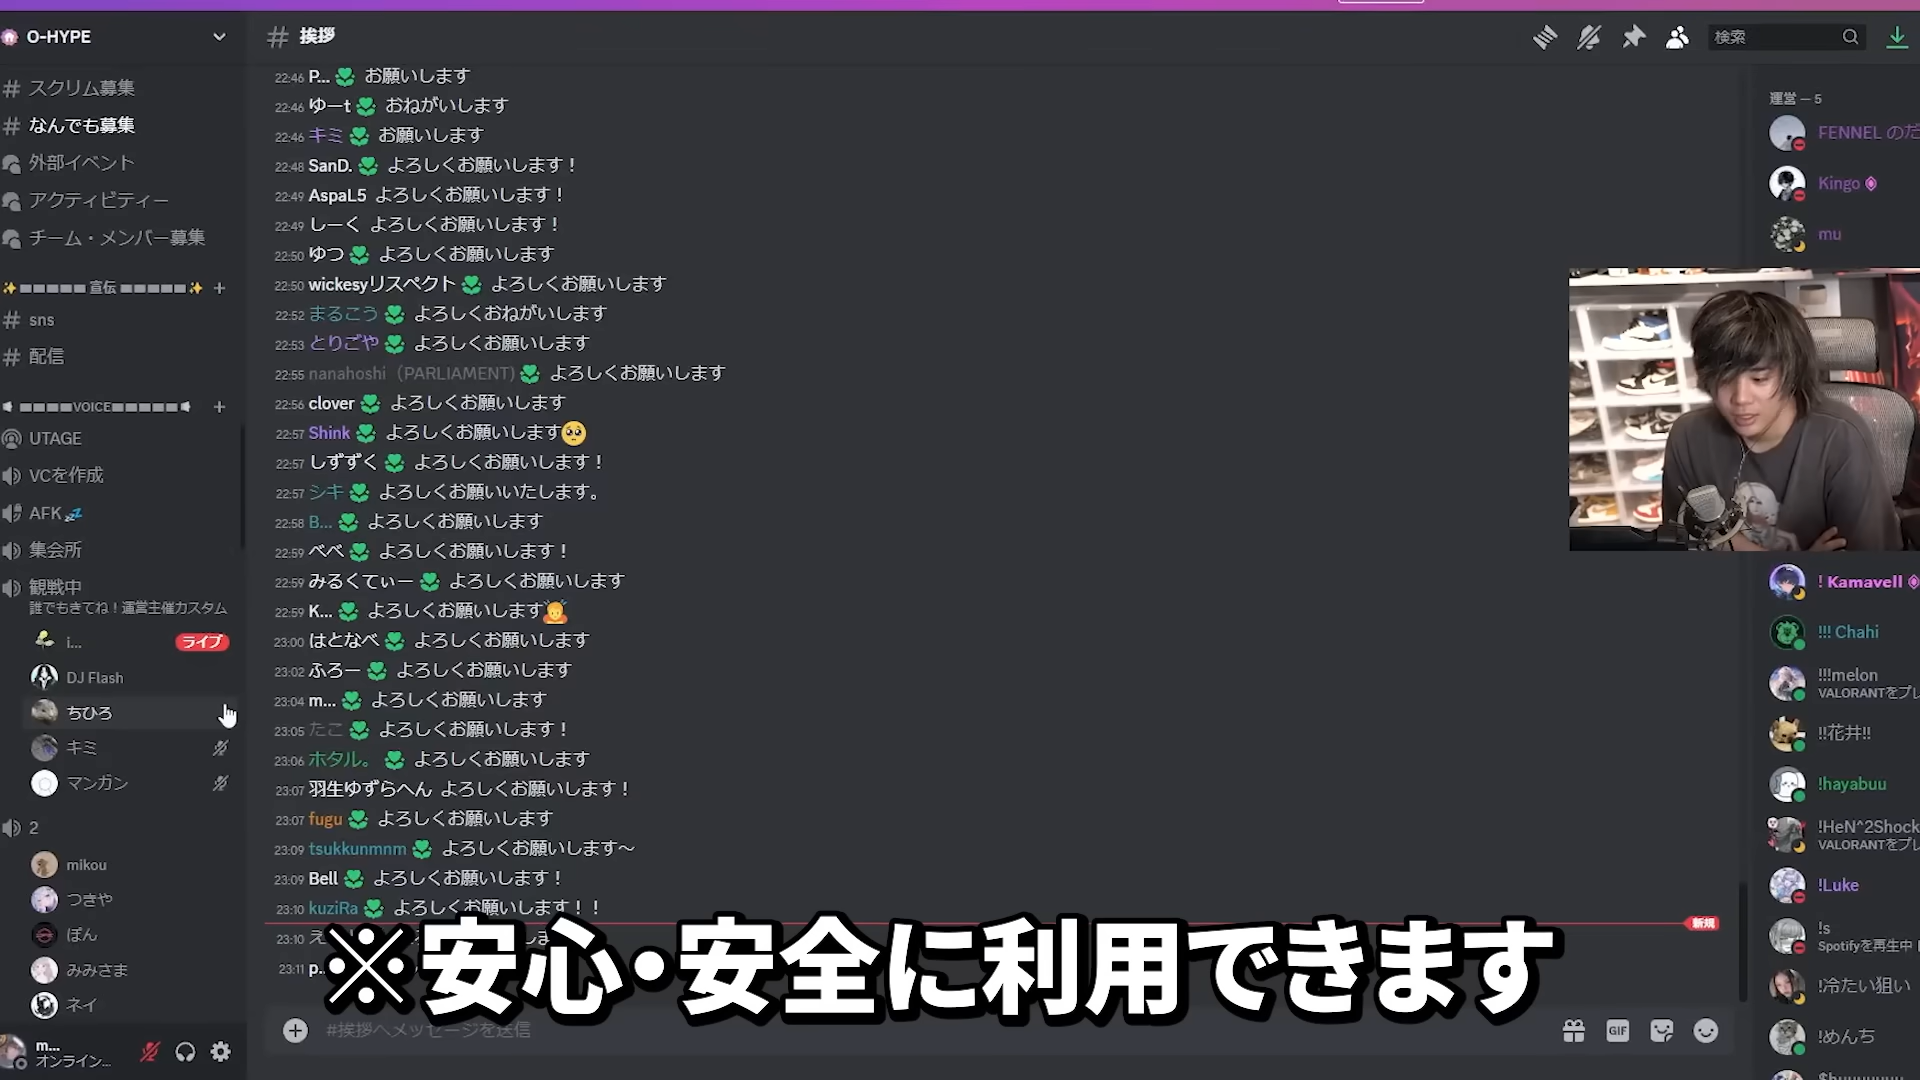 O-HYPE
スクリム募集
なんでも募集
外部イベント
アクティビティー
チーム・メンバー募集
宣伝
sns
配信
VOICE
UTAGE
VCを作成
AFK
集会所
観戦中
誰でもきてね！運営主催カスタム
i...
ライブ
DJ Flash
ちひろ
キミ
マンガン
2
mikou
つきや
ぽん
みみさま
ネイ
m...
オンライン...
挨拶
検索
22:46 P... お願いします
22:46 ゆーt おねがいします
22:46 キミ お願いします
22:48 SanD. よろしくお願いします！
22:49 AspaL5 よろしくお願いします！
22:49 しーく よろしくお願いします！
22:50 ゆつ よろしくお願いします
22:50 wickesyリスペクト よろしくお願いします
22:52 まるこう よろしくおねがいします
22:53 とりごや よろしくお願いします
22:55 nanahoshi（PARLIAMENT） よろしくお願いします
22:56 clover よろしくお願いします
22:57 Shink よろしくお願いします
22:57 しずずく よろしくお願いします！
22:57 シキ よろしくお願いいたします。
22:58 B... よろしくお願いします
22:59 べべ よろしくお願いします！
22:59 みるくてぃー よろしくお願いします
22:59 K... よろしくお願いします
23:00 はとなべ よろしくお願いします
23:02 ふろー よろしくお願いします
23:04 m... よろしくお願いします
23:05 たこ よろしくお願いします！
23:06 ホタル。 よろしくお願いします
23:07 羽生ゆずらへん よろしくお願いします！
23:07 fugu よろしくお願いします
23:09 tsukkunmnm よろしくお願いします～
23:09 Bell よろしくお願いします！
23:10 kuziRa よろしくお願いします！！
新規
23:10
23:11 p..
※安心・安全に利用できます
#挨拶へメッセージを送信
GIF
運営 – 5
FENNEL のだ
Kingo
mu
! Kamavell
!!! Chahi
!!!melon
VALORANTをプレ
!!花井!!
!hayabuu
!HeN^2Shock
VALORANTをプレ
!Luke
!s
Spotifyを再生中
!冷たい狙い
!めんち